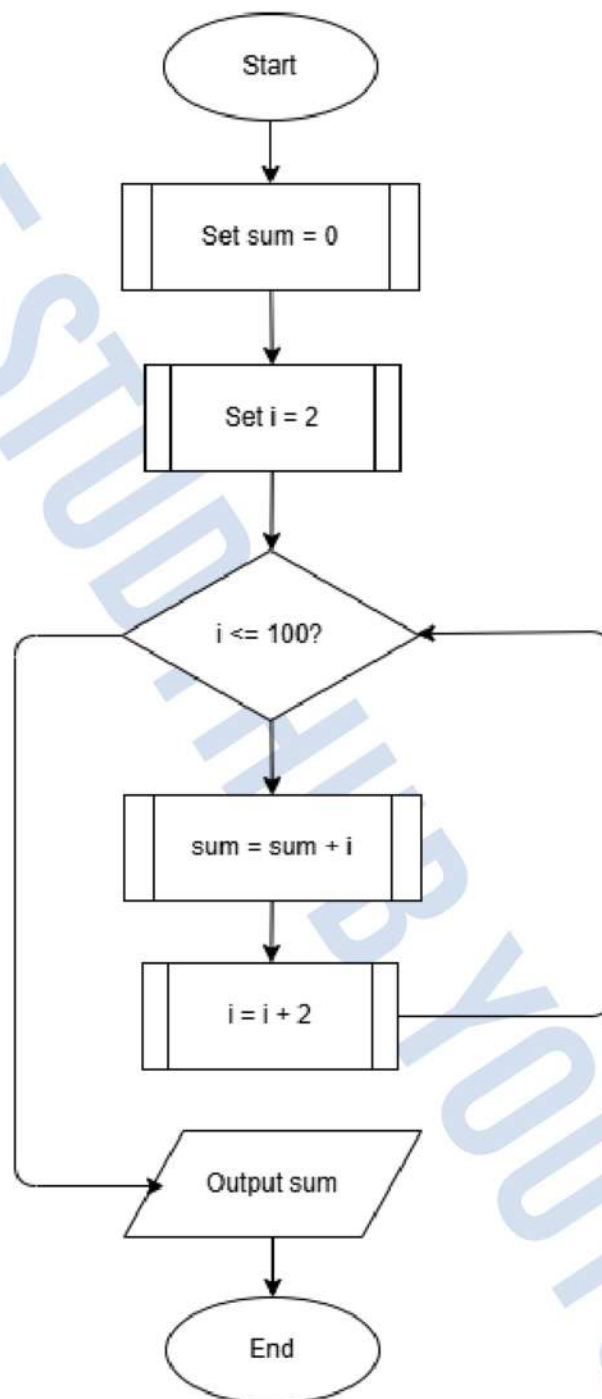 Start
Set sum = 0
Set i = 2
i <= 100?
sum = sum + i
i = i + 2
Output sum
End